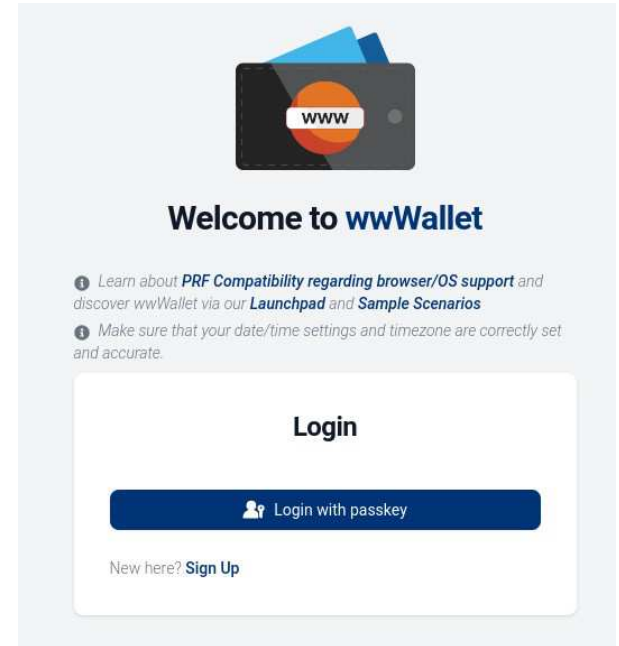 www
Welcome to wwWallet
Learn about PRF Compatibility regarding browser/OS support and
discover wwWallet via our Launchpad and Sample Scenarios
Make sure that your date/time settings and timezone are correctly set
and accurate.
Login
Login with passkey
New here? Sign Up